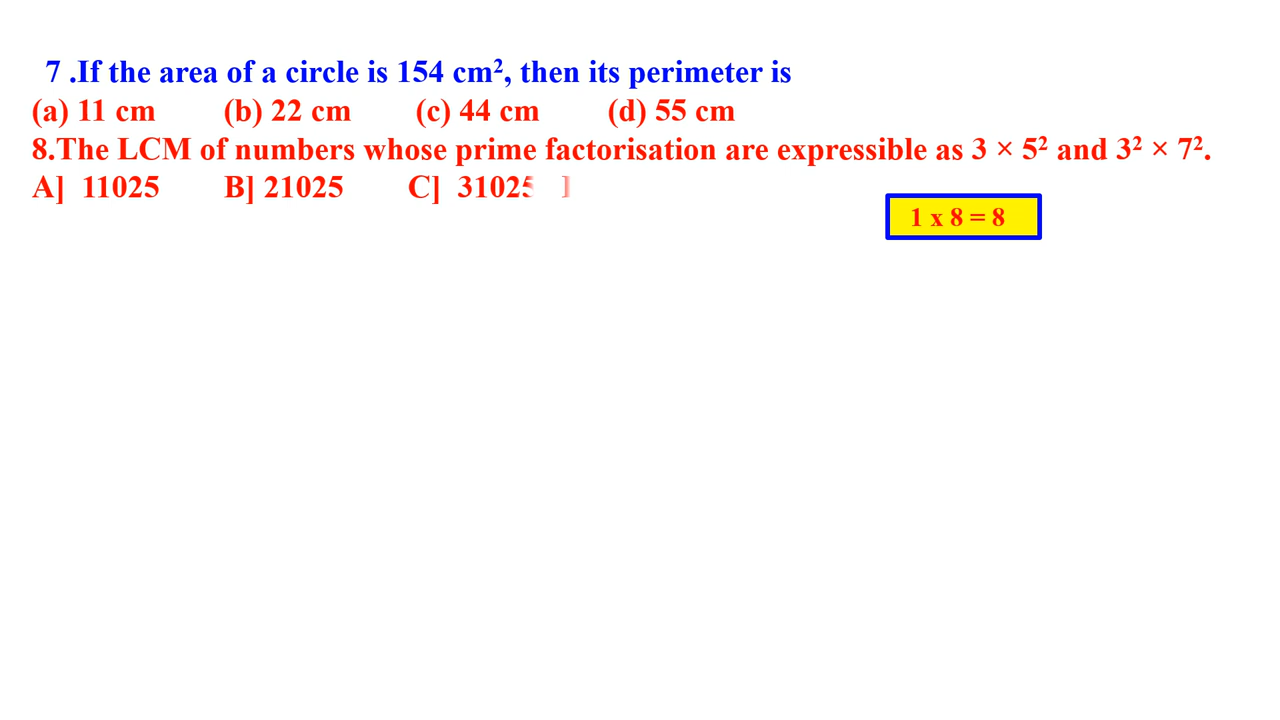 7 .If the area of a circle is 154 cm², then its perimeter is
(a) 11 cm (b) 22 cm (c) 44 cm (d) 55 cm
8.The LCM of numbers whose prime factorisation are expressible as 3 × 5² and 3² × 7².
A] 11025 B] 21025 C] 31025
1 x 8 = 8